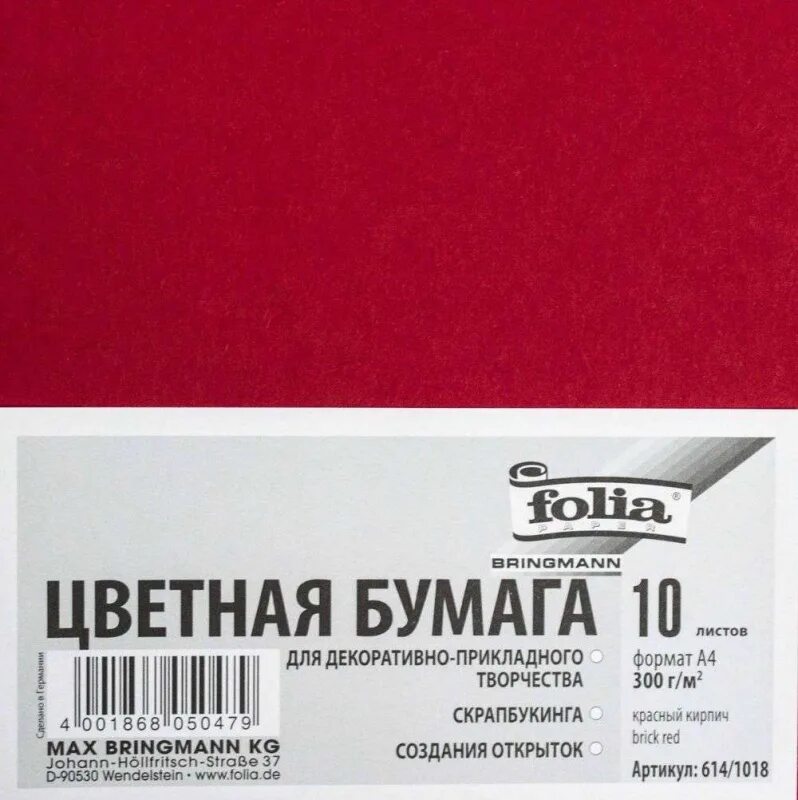 folia®
PAPER
BRINGMANN
ЦВЕТНАЯ БУМАГА
10 листов
ДЛЯ ДЕКОРАТИВНО-ПРИКЛАДНОГО
ТВОРЧЕСТВА
СКРАПБУКИНГА
СОЗДАНИЯ ОТКРЫТОК
формат А4
300 г/м²
красный кирпич
brick red
Артикул: 614/1018
Сделано в Германии
4 001868 050479
MAX BRINGMANN KG
Johann-Höllfritsch-Straße 37
D-90530 Wendelstein • www.folia.de